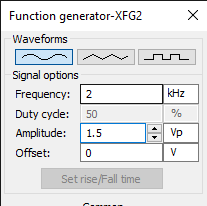 Function generator-XFG2
Waveforms
Signal options
Frequency: 2 kHz
Duty cycle: 50 %
Amplitude: 1.5 Vp
Offset: 0 V
Set rise/Fall time